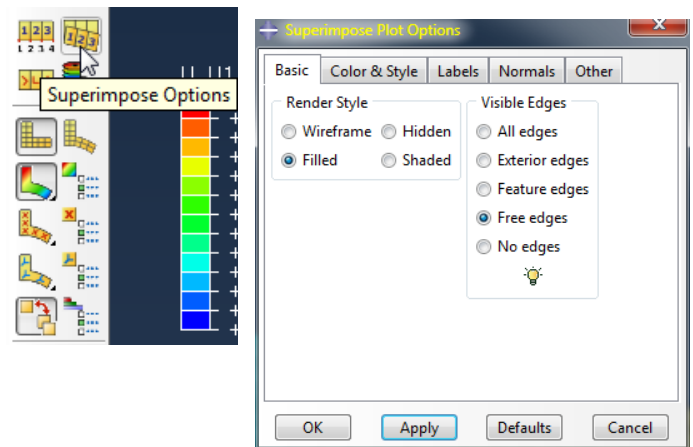 1 2 3
1 2 3 4
1 2 3
Superimpose Options
Superimpose Plot Options
Basic
Color & Style
Labels
Normals
Other
Render Style
Wireframe
Hidden
Filled
Shaded
Visible Edges
All edges
Exterior edges
Feature edges
Free edges
No edges
OK
Apply
Defaults
Cancel